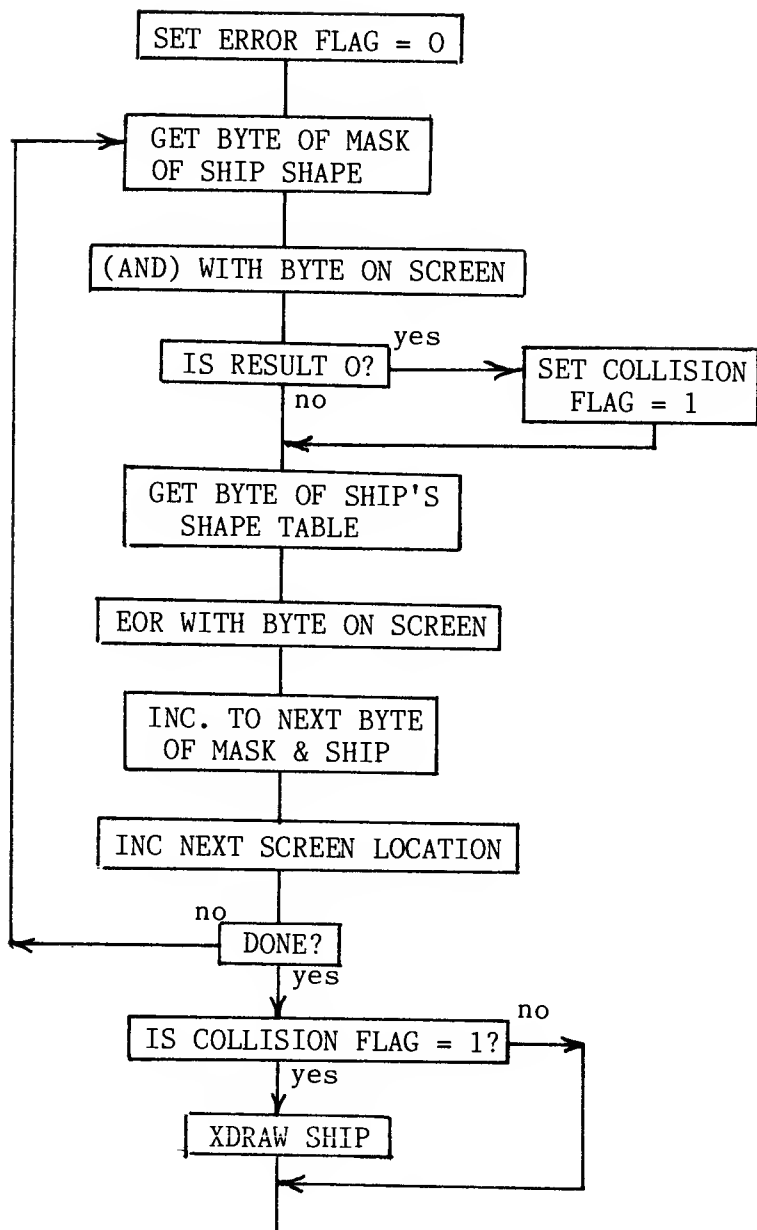 SET ERROR FLAG = 0
GET BYTE OF MASK
OF SHIP SHAPE
(AND) WITH BYTE ON SCREEN
IS RESULT 0?
yes
SET COLLISION
FLAG = 1
no
GET BYTE OF SHIP'S
SHAPE TABLE
EOR WITH BYTE ON SCREEN
INC. TO NEXT BYTE
OF MASK & SHIP
INC NEXT SCREEN LOCATION
no
DONE?
yes
IS COLLISION FLAG = 1?
no
yes
XDRAW SHIP